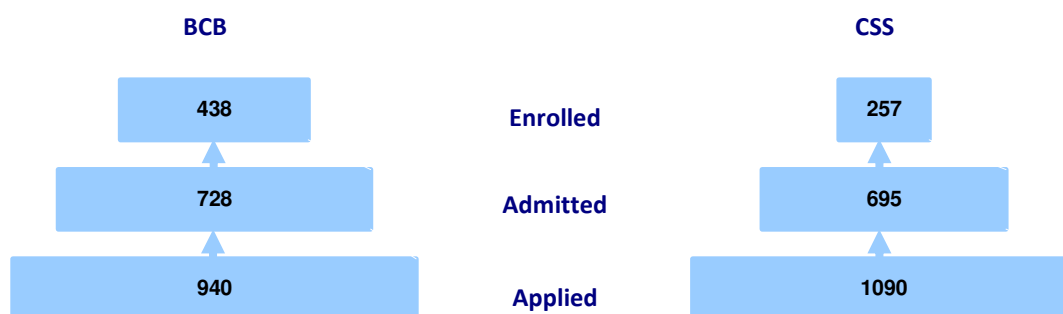 BCB CSS
438 Enrolled 257
728 Admitted 695
940 Applied 1090